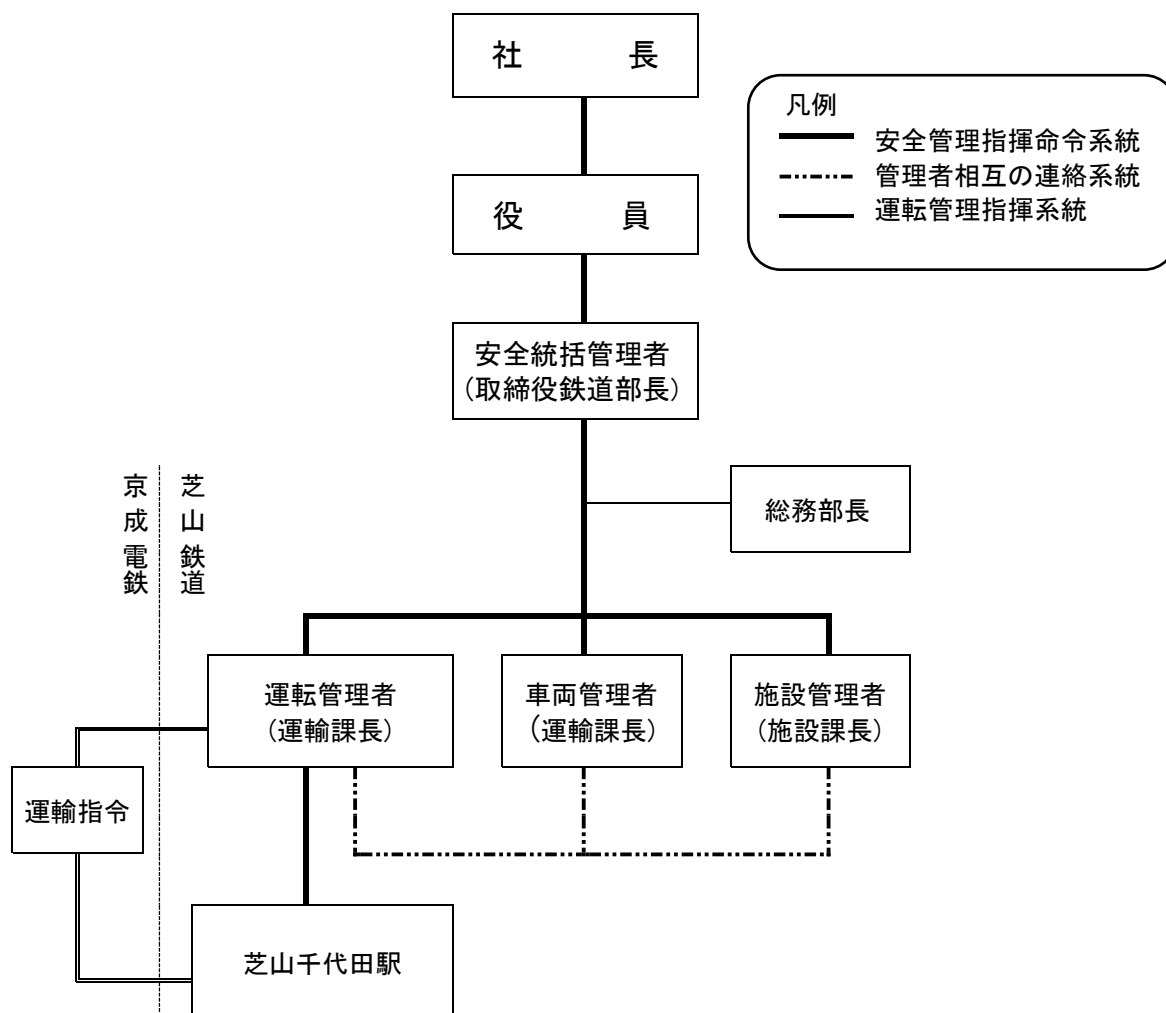 社長
凡例
安全管理指揮命令系統
管理者相互の連絡系統
運転管理指揮系統
役員
安全統括管理者
(取締役鉄道部長)
京成電鉄
芝山鉄道
総務部長
運転管理者
(運輸課長)
車両管理者
(運輸課長)
施設管理者
(施設課長)
運輸指令
芝山千代田駅